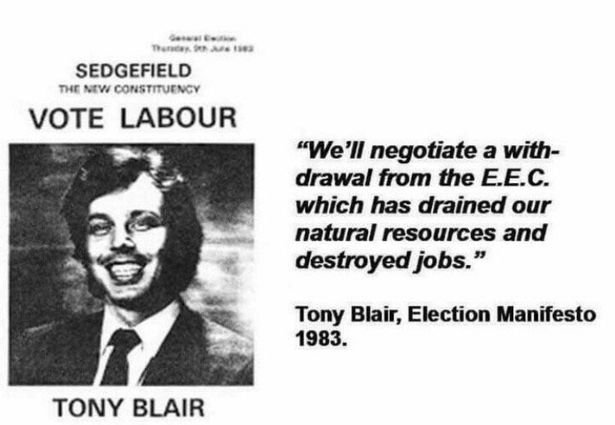 General Election
Thursday, 9th June 1983
SEDGEFIELD
THE NEW CONSTITUENCY
VOTE LABOUR
TONY BLAIR
“We’ll negotiate a with-
drawal from the E.E.C.
which has drained our
natural resources and
destroyed jobs.”
Tony Blair, Election Manifesto
1983.